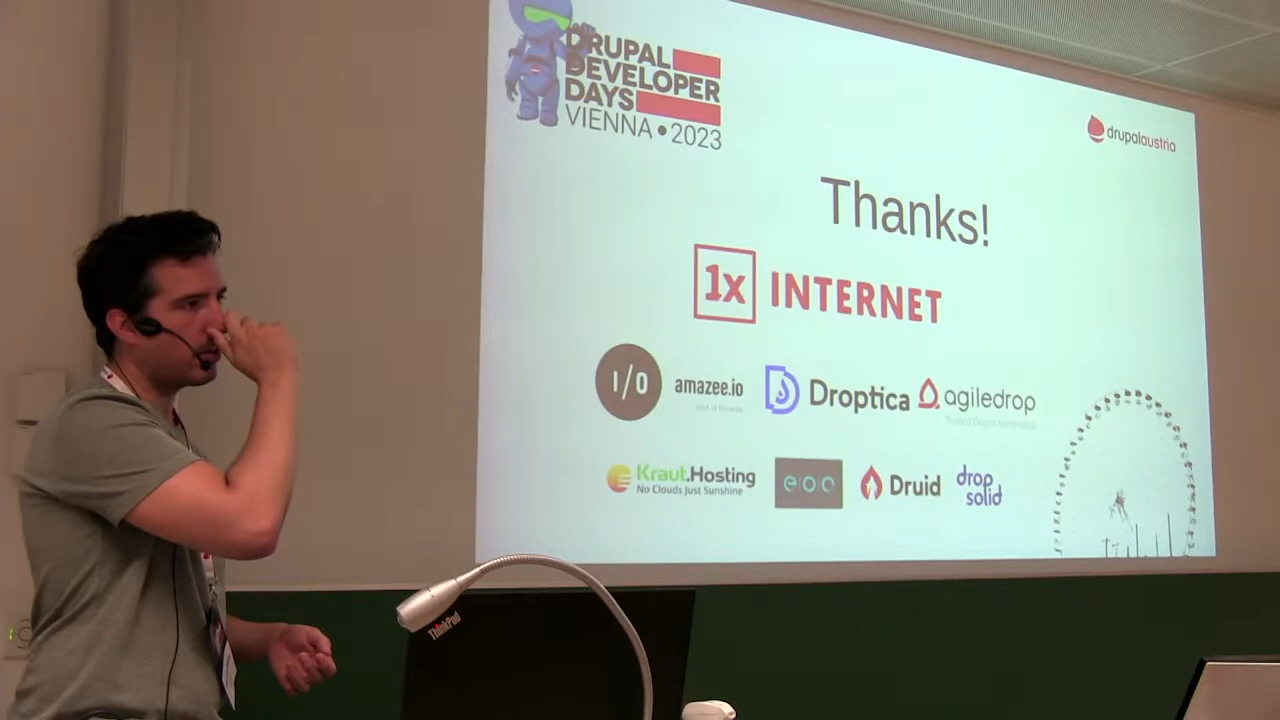 DRUPAL
DEVELOPER
DAYS
VIENNA • 2023
drupalaustria
Thanks!
1x INTERNET
I/O amazee.io
Droptica
agiledrop
Kraut.Hosting
No Clouds Just Sunshine
eoc
Druid
drop
solid
ThinkPad